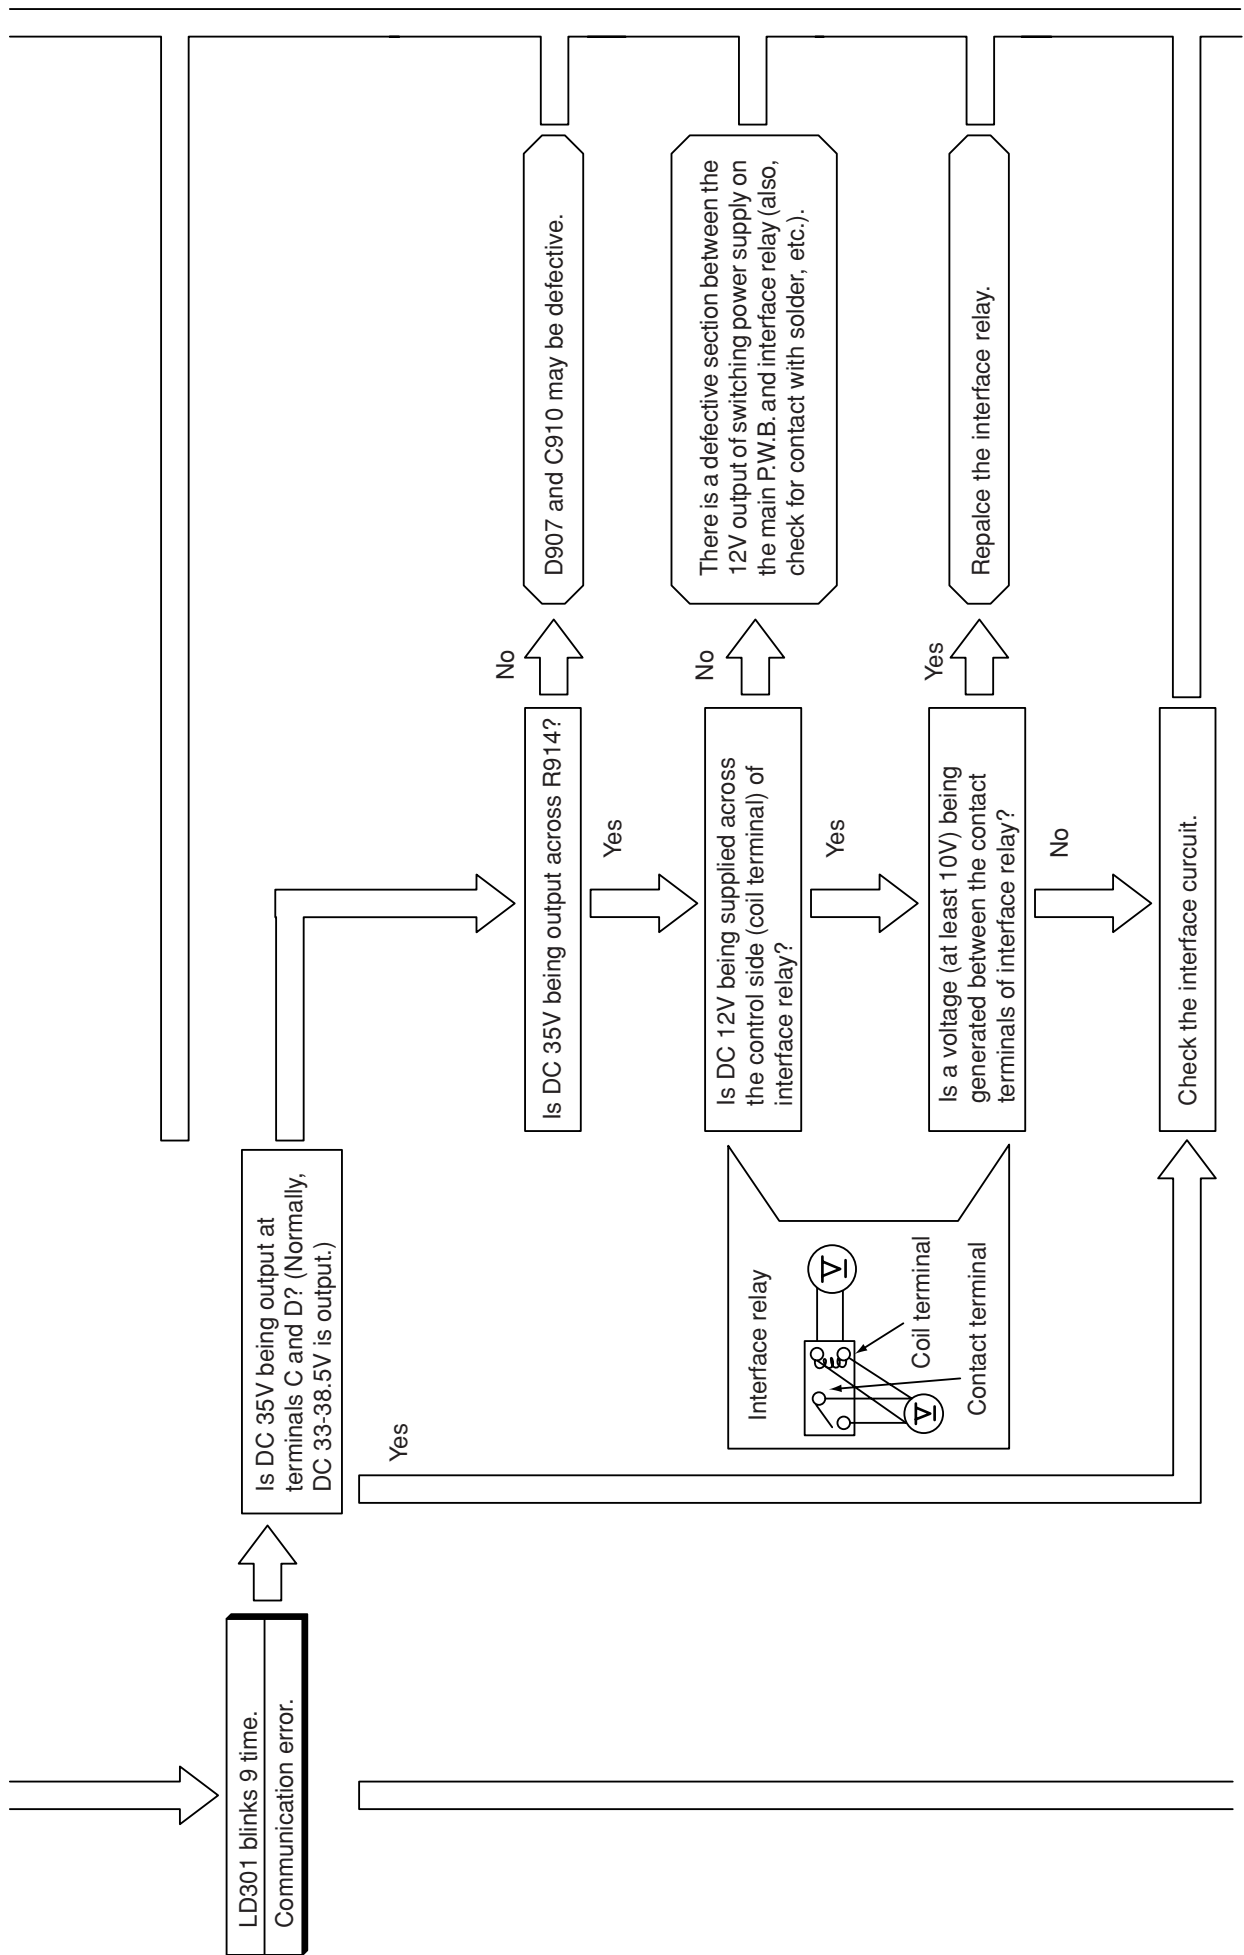 LD301 blinks 9 time.
Communication error.
Is DC 35V being output at
terminals C and D? (Normally,
DC 33-38.5V is output.)
Yes
Is DC 35V being output across R914?
No
D907 and C910 may be defective.
Yes
Interface relay
V
V
Coil terminal
Contact terminal
Is DC 12V being supplied across
the control side (coil terminal) of
interface relay?
No
There is a defective section between the
12V output of switching power supply on
the main P.W.B. and interface relay (also,
check for contact with solder, etc.).
Yes
Is a voltage (at least 10V) being
generated between the contact
terminals of interface relay?
Yes
Repalce the interface relay.
No
Check the interface curcuit.